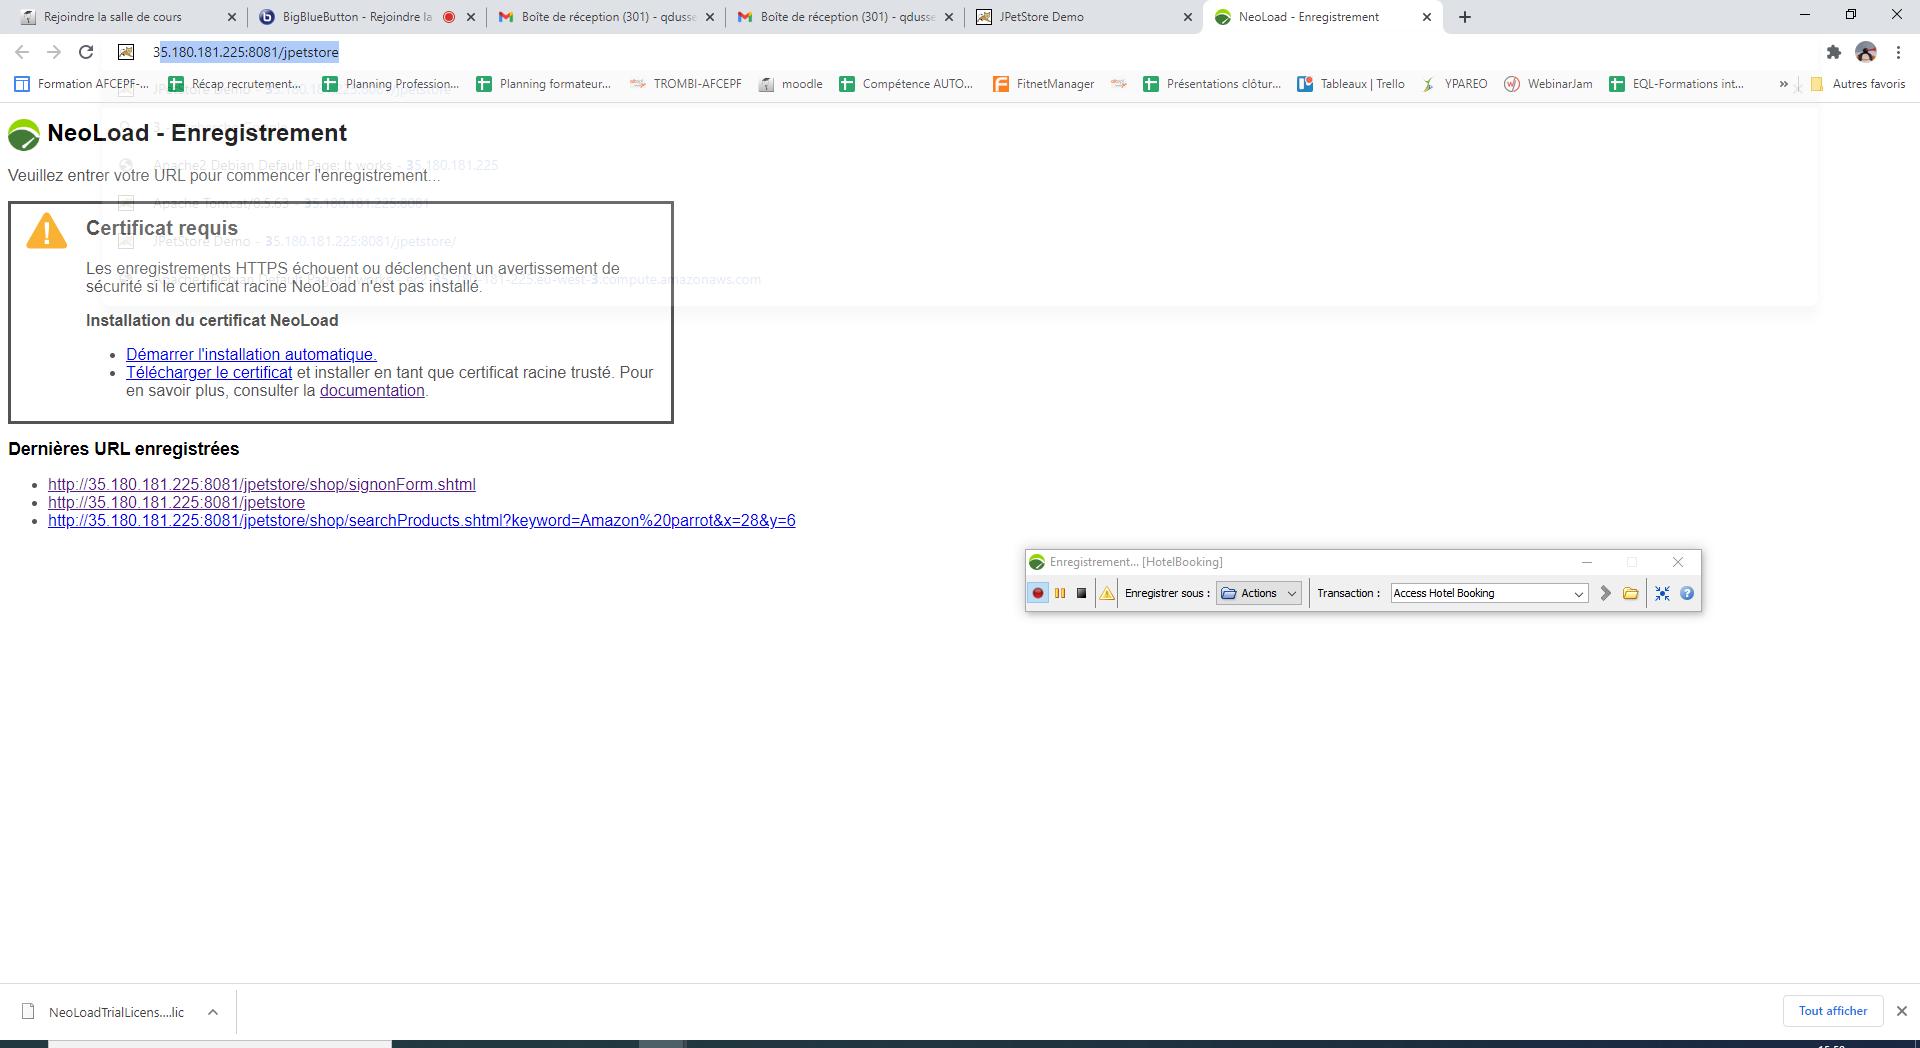 Rejoindre la salle de cours
BigBlueButton - Rejoindre la
Boîte de réception (301) - qdusse
Boîte de réception (301) - qdusse
JPetStore Demo
NeoLoad - Enregistrement
35.180.181.225:8081/jpetstore
Formation AFCEPF-...
Récap recrutement...
Planning Profession...
Planning formateur...
TROMBI-AFCEPF
moodle
Compétence AUTO...
FitnetManager
Présentations clôtur...
Tableaux | Trello
YPAREO
WebinarJam
EQL-Formations int...
»
Autres favoris
NeoLoad - Enregistrement
Apache2 Debian Default Page: It works - 35.180.181.225
Veuillez entrer votre URL pour commencer l'enregistrement...
Apache Tomcat/8.5.63 - 35.180.181.225:8081
Certificat requis
JPetStore Demo - 35.180.181.225:8081/jpetstore/
Les enregistrements HTTPS échouent ou déclenchent un avertissement de
sécurité si le certificat racine NeoLoad n'est pas installé.
Installation du certificat NeoLoad
• Démarrer l'installation automatique.
• Télécharger le certificat et installer en tant que certificat racine trusté. Pour
en savoir plus, consulter la documentation.
Dernières URL enregistrées
• http://35.180.181.225:8081/jpetstore/shop/signonForm.shtml
• http://35.180.181.225:8081/jpetstore
• http://35.180.181.225:8081/jpetstore/shop/searchProducts.shtml?keyword=Amazon%20parrot&x=28&y=6
Enregistrement... [HotelBooking]
Enregistrer sous :
Actions
Transaction :
Access Hotel Booking
NeoLoadTrialLicens....lic
Tout afficher